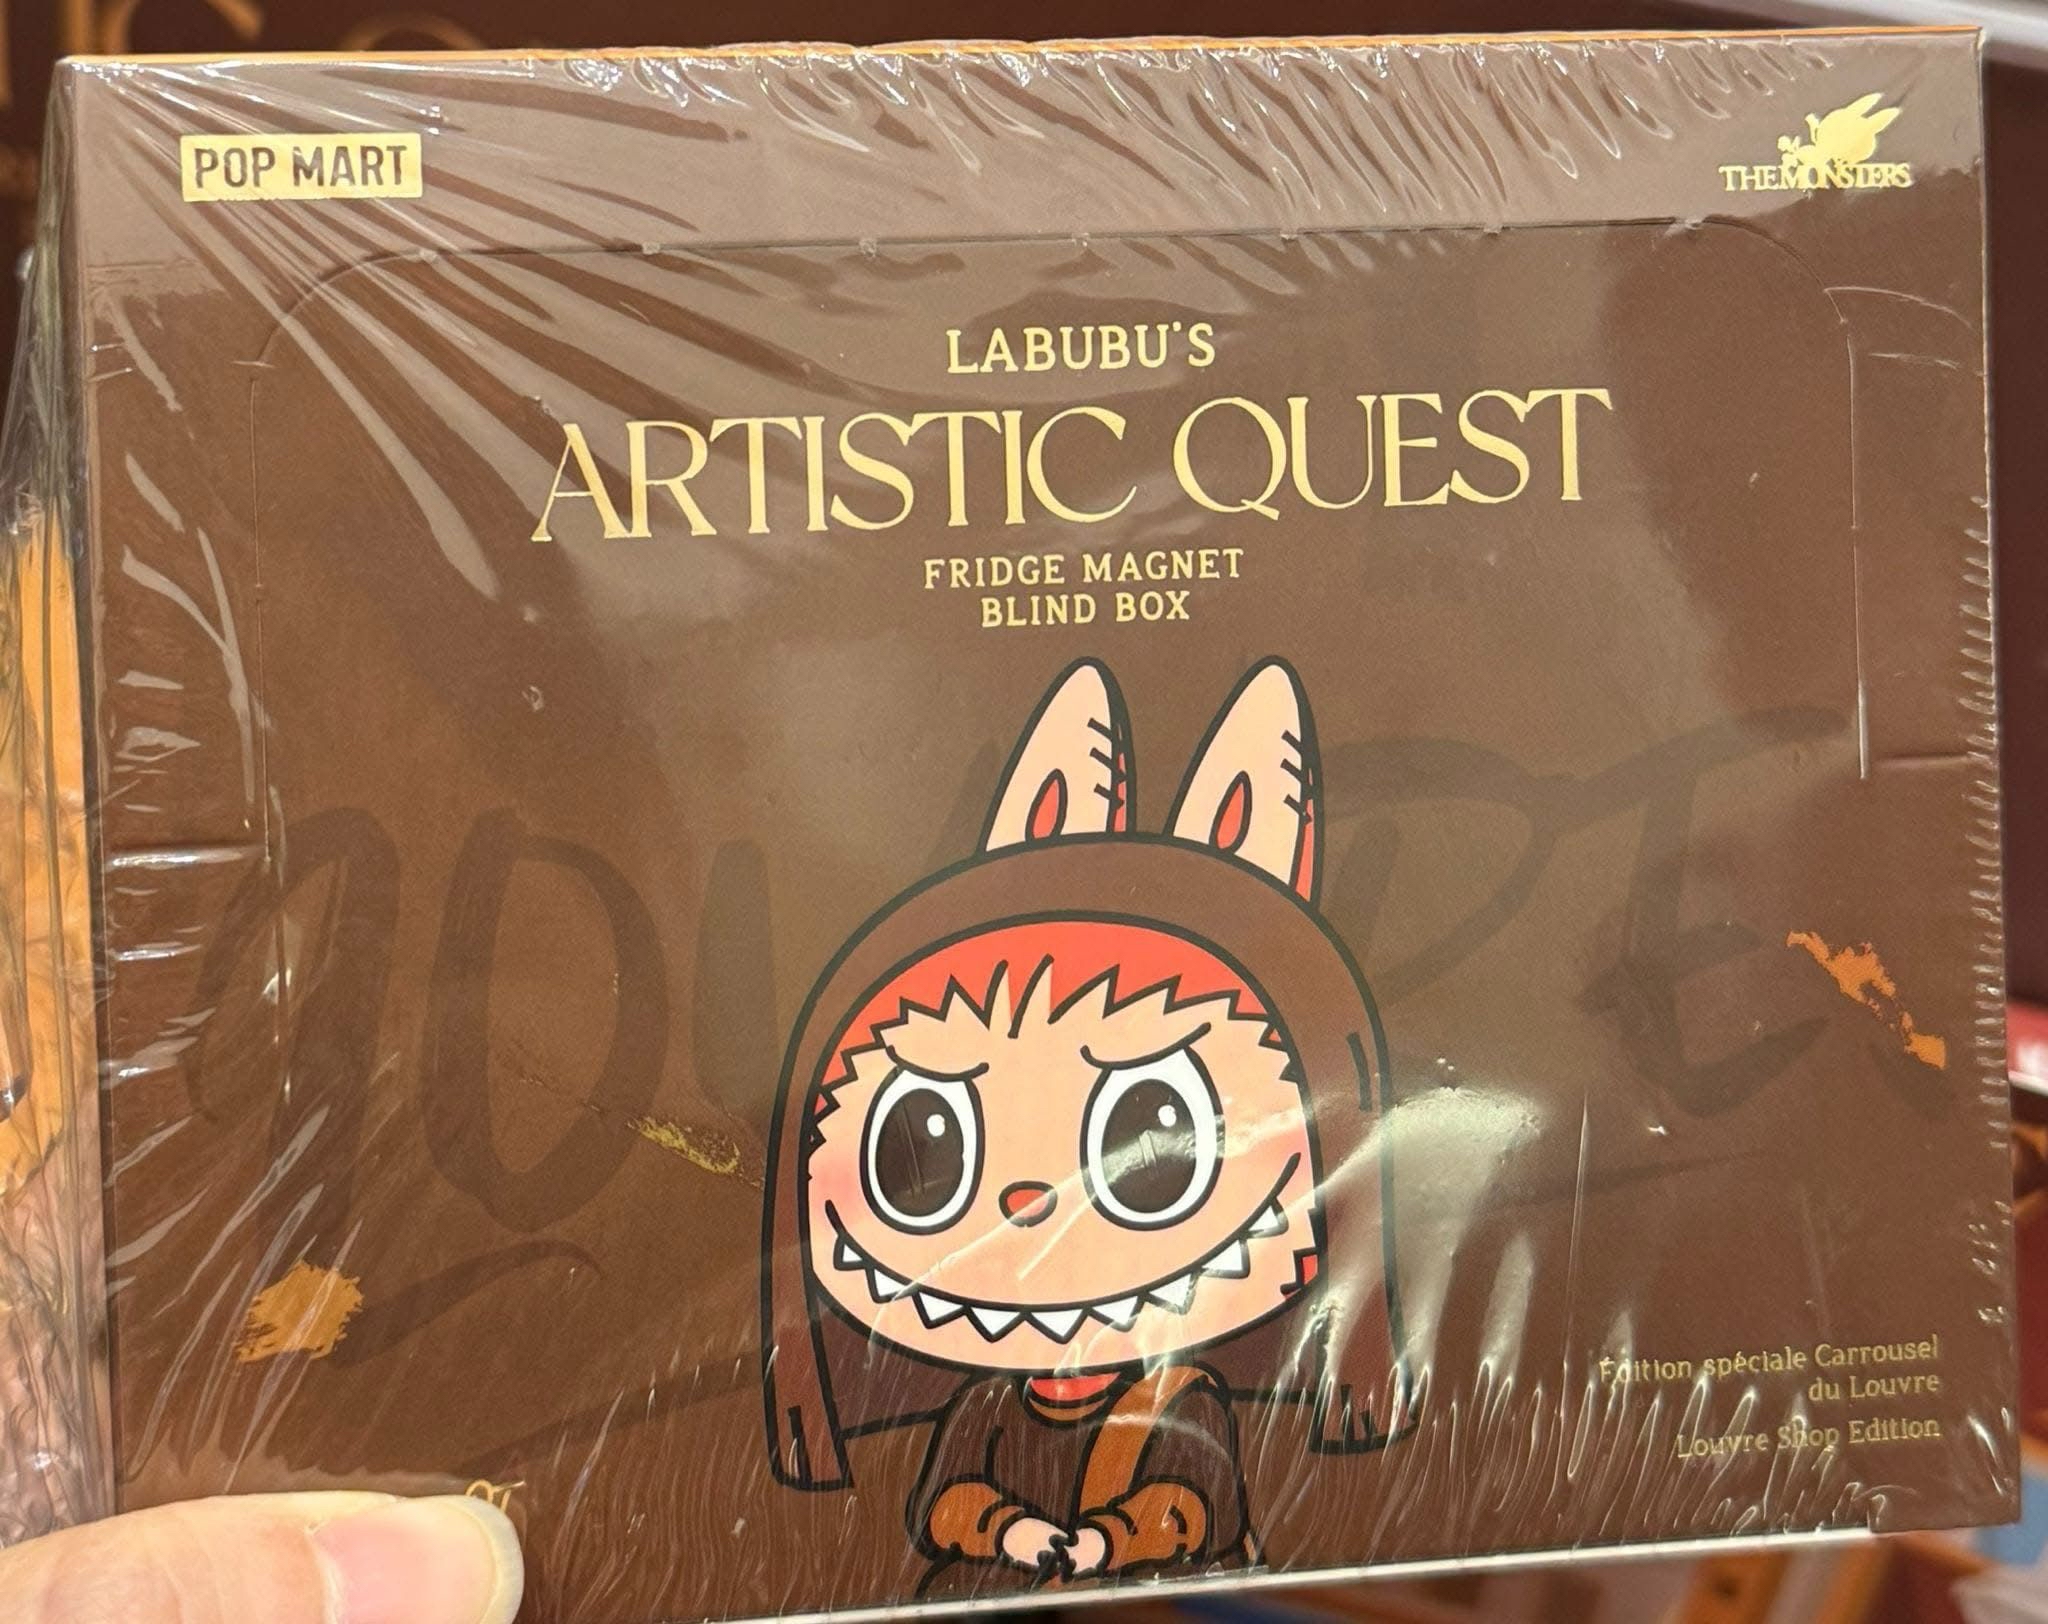 POP MART
THE MONSTERS
LABUBU'S
ARTISTIC QUEST
FRIDGE MAGNET
BLIND BOX
Édition spéciale Carrousel
du Louvre
Louvre Shop Edition